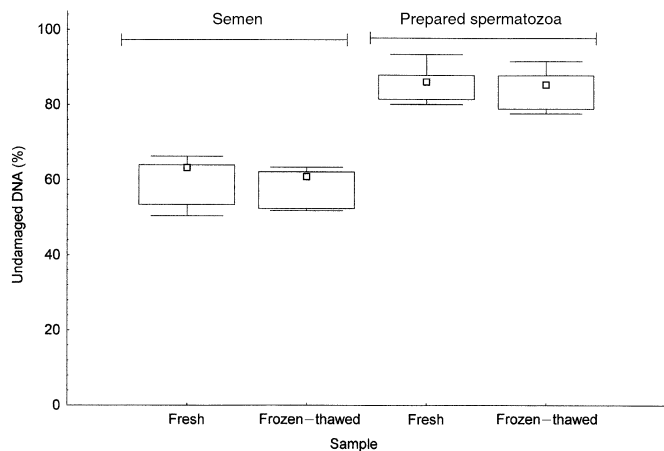 Semen
Prepared spermatozoa
100
80
60
40
20
0
Undamaged DNA (%)
Fresh
Frozen−thawed
Fresh
Frozen−thawed
Sample